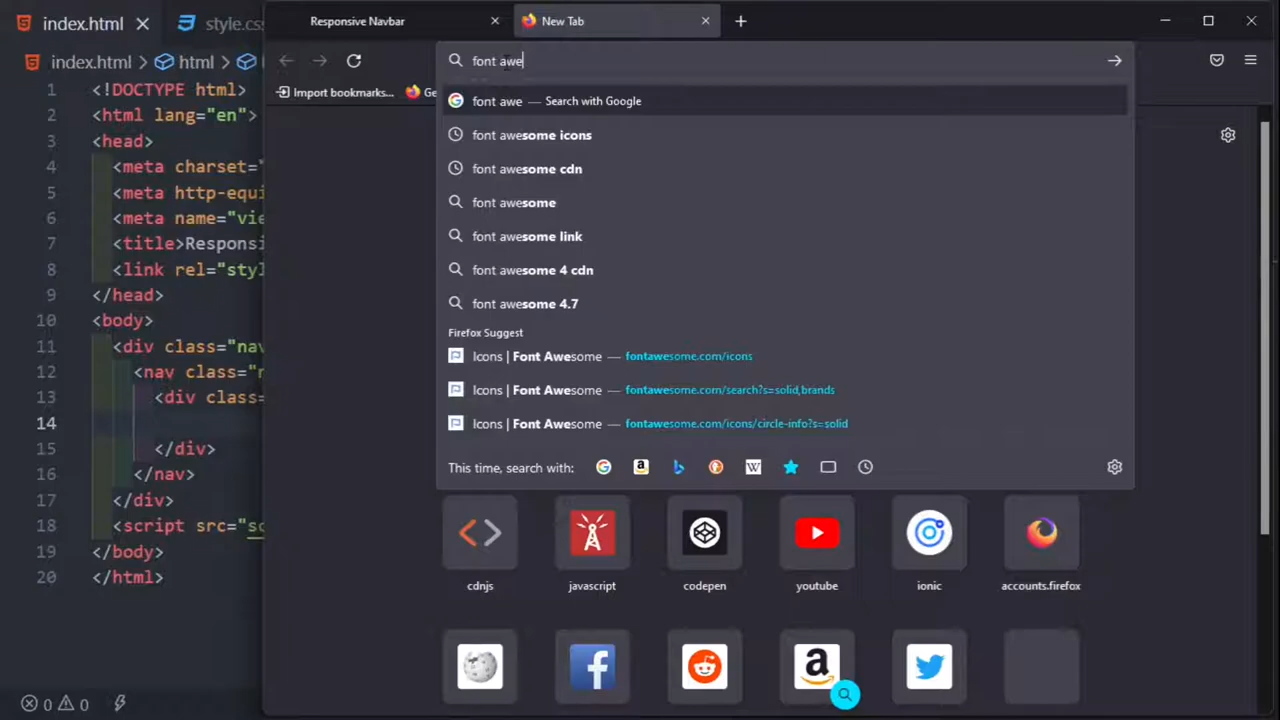 index.html
style.cs
Responsive Navbar
New Tab
index.html > html >
font awe
Import bookmarks...
Ge
font awe — Search with Google
font awesome icons
font awesome cdn
font awesome
font awesome link
font awesome 4 cdn
font awesome 4.7
Firefox Suggest
Icons | Font Awesome — fontawesome.com/icons
Icons | Font Awesome — fontawesome.com/search?s=solid,brands
Icons | Font Awesome — fontawesome.com/icons/circle-info?s=solid
This time, search with:
1 <!DOCTYPE html>
2 <html lang="en">
3 <head>
4 <meta charset="
5 <meta http-equi
6 <meta name="vie
7 <title>Responsi
8 <link rel="styl
9 </head>
10 <body>
11 <div class="nav
12 <nav class="n
13 <div class=
14
15 </div>
16 </nav>
17 </div>
18 <script src="sc
19 </body>
20 </html>
cdnjs
javascript
codepen
youtube
ionic
accounts.firefox
0 0